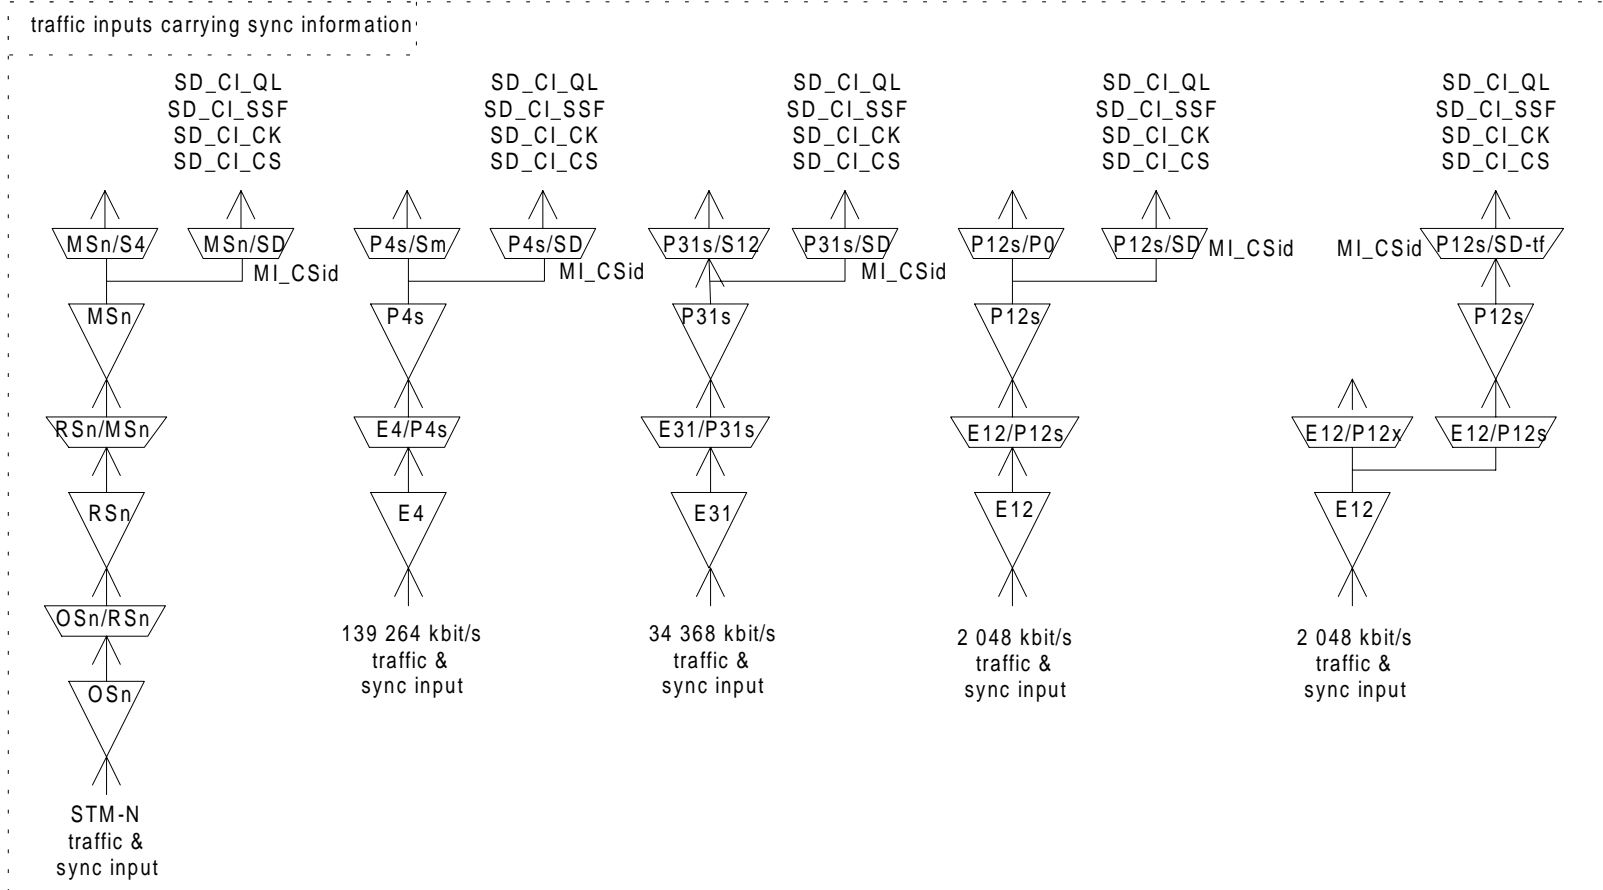 traffic inputs carrying sync information
SD_CI_QL
SD_CI_SSF
SD_CI_CK
SD_CI_CS
SD_CI_QL
SD_CI_SSF
SD_CI_CK
SD_CI_CS
SD_CI_QL
SD_CI_SSF
SD_CI_CK
SD_CI_CS
SD_CI_QL
SD_CI_SSF
SD_CI_CK
SD_CI_CS
SD_CI_QL
SD_CI_SSF
SD_CI_CK
SD_CI_CS
MSn/S4
MSn/SD
MI_CSid
MSn
RSn/MSn
RSn
OSn/RSn
OSn
STM-N
traffic &
sync input
P4s/Sm
P4s/SD
MI_CSid
P4s
E4/P4s
E4
139 264 kbit/s
traffic &
sync input
P31s/S12
P31s/SD
MI_CSid
P31s
E31/P31s
E31
34 368 kbit/s
traffic &
sync input
P12s/P0
P12s/SD
MI_CSid
P12s
E12/P12s
E12
2 048 kbit/s
traffic &
sync input
MI_CSid
P12s/SD-tf
P12s
E12/P12x
E12/P12s
E12
2 048 kbit/s
traffic &
sync input